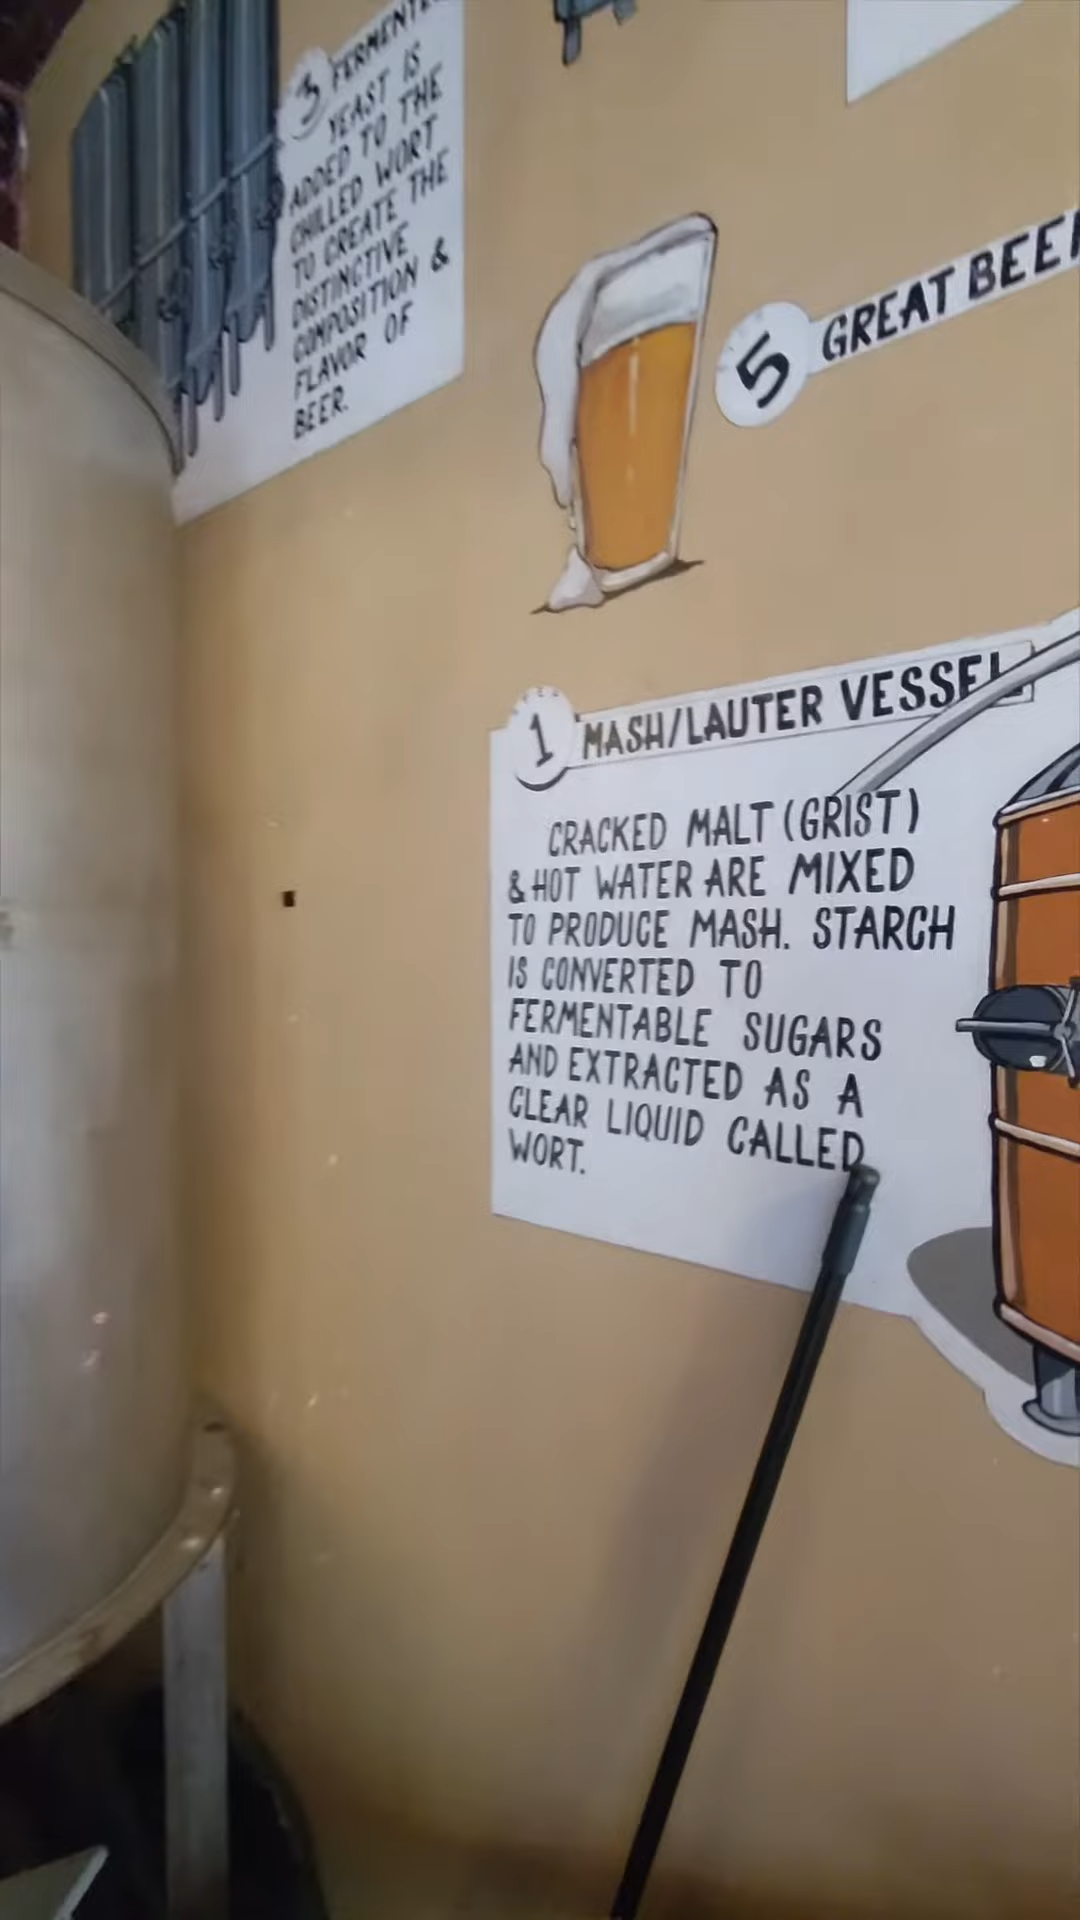 3 FERMENTE
YEAST IS
ADDED TO THE
CHILLED WORT
TO CREATE THE
DISTINCTIVE
COMPOSITION &
FLAVOR OF
BEER.
5 GREAT BEER
1 MASH/LAUTER VESSEL
CRACKED MALT (GRIST)
& HOT WATER ARE MIXED
TO PRODUCE MASH. STARCH
IS CONVERTED TO
FERMENTABLE SUGARS
AND EXTRACTED AS A
CLEAR LIQUID CALLED
WORT.